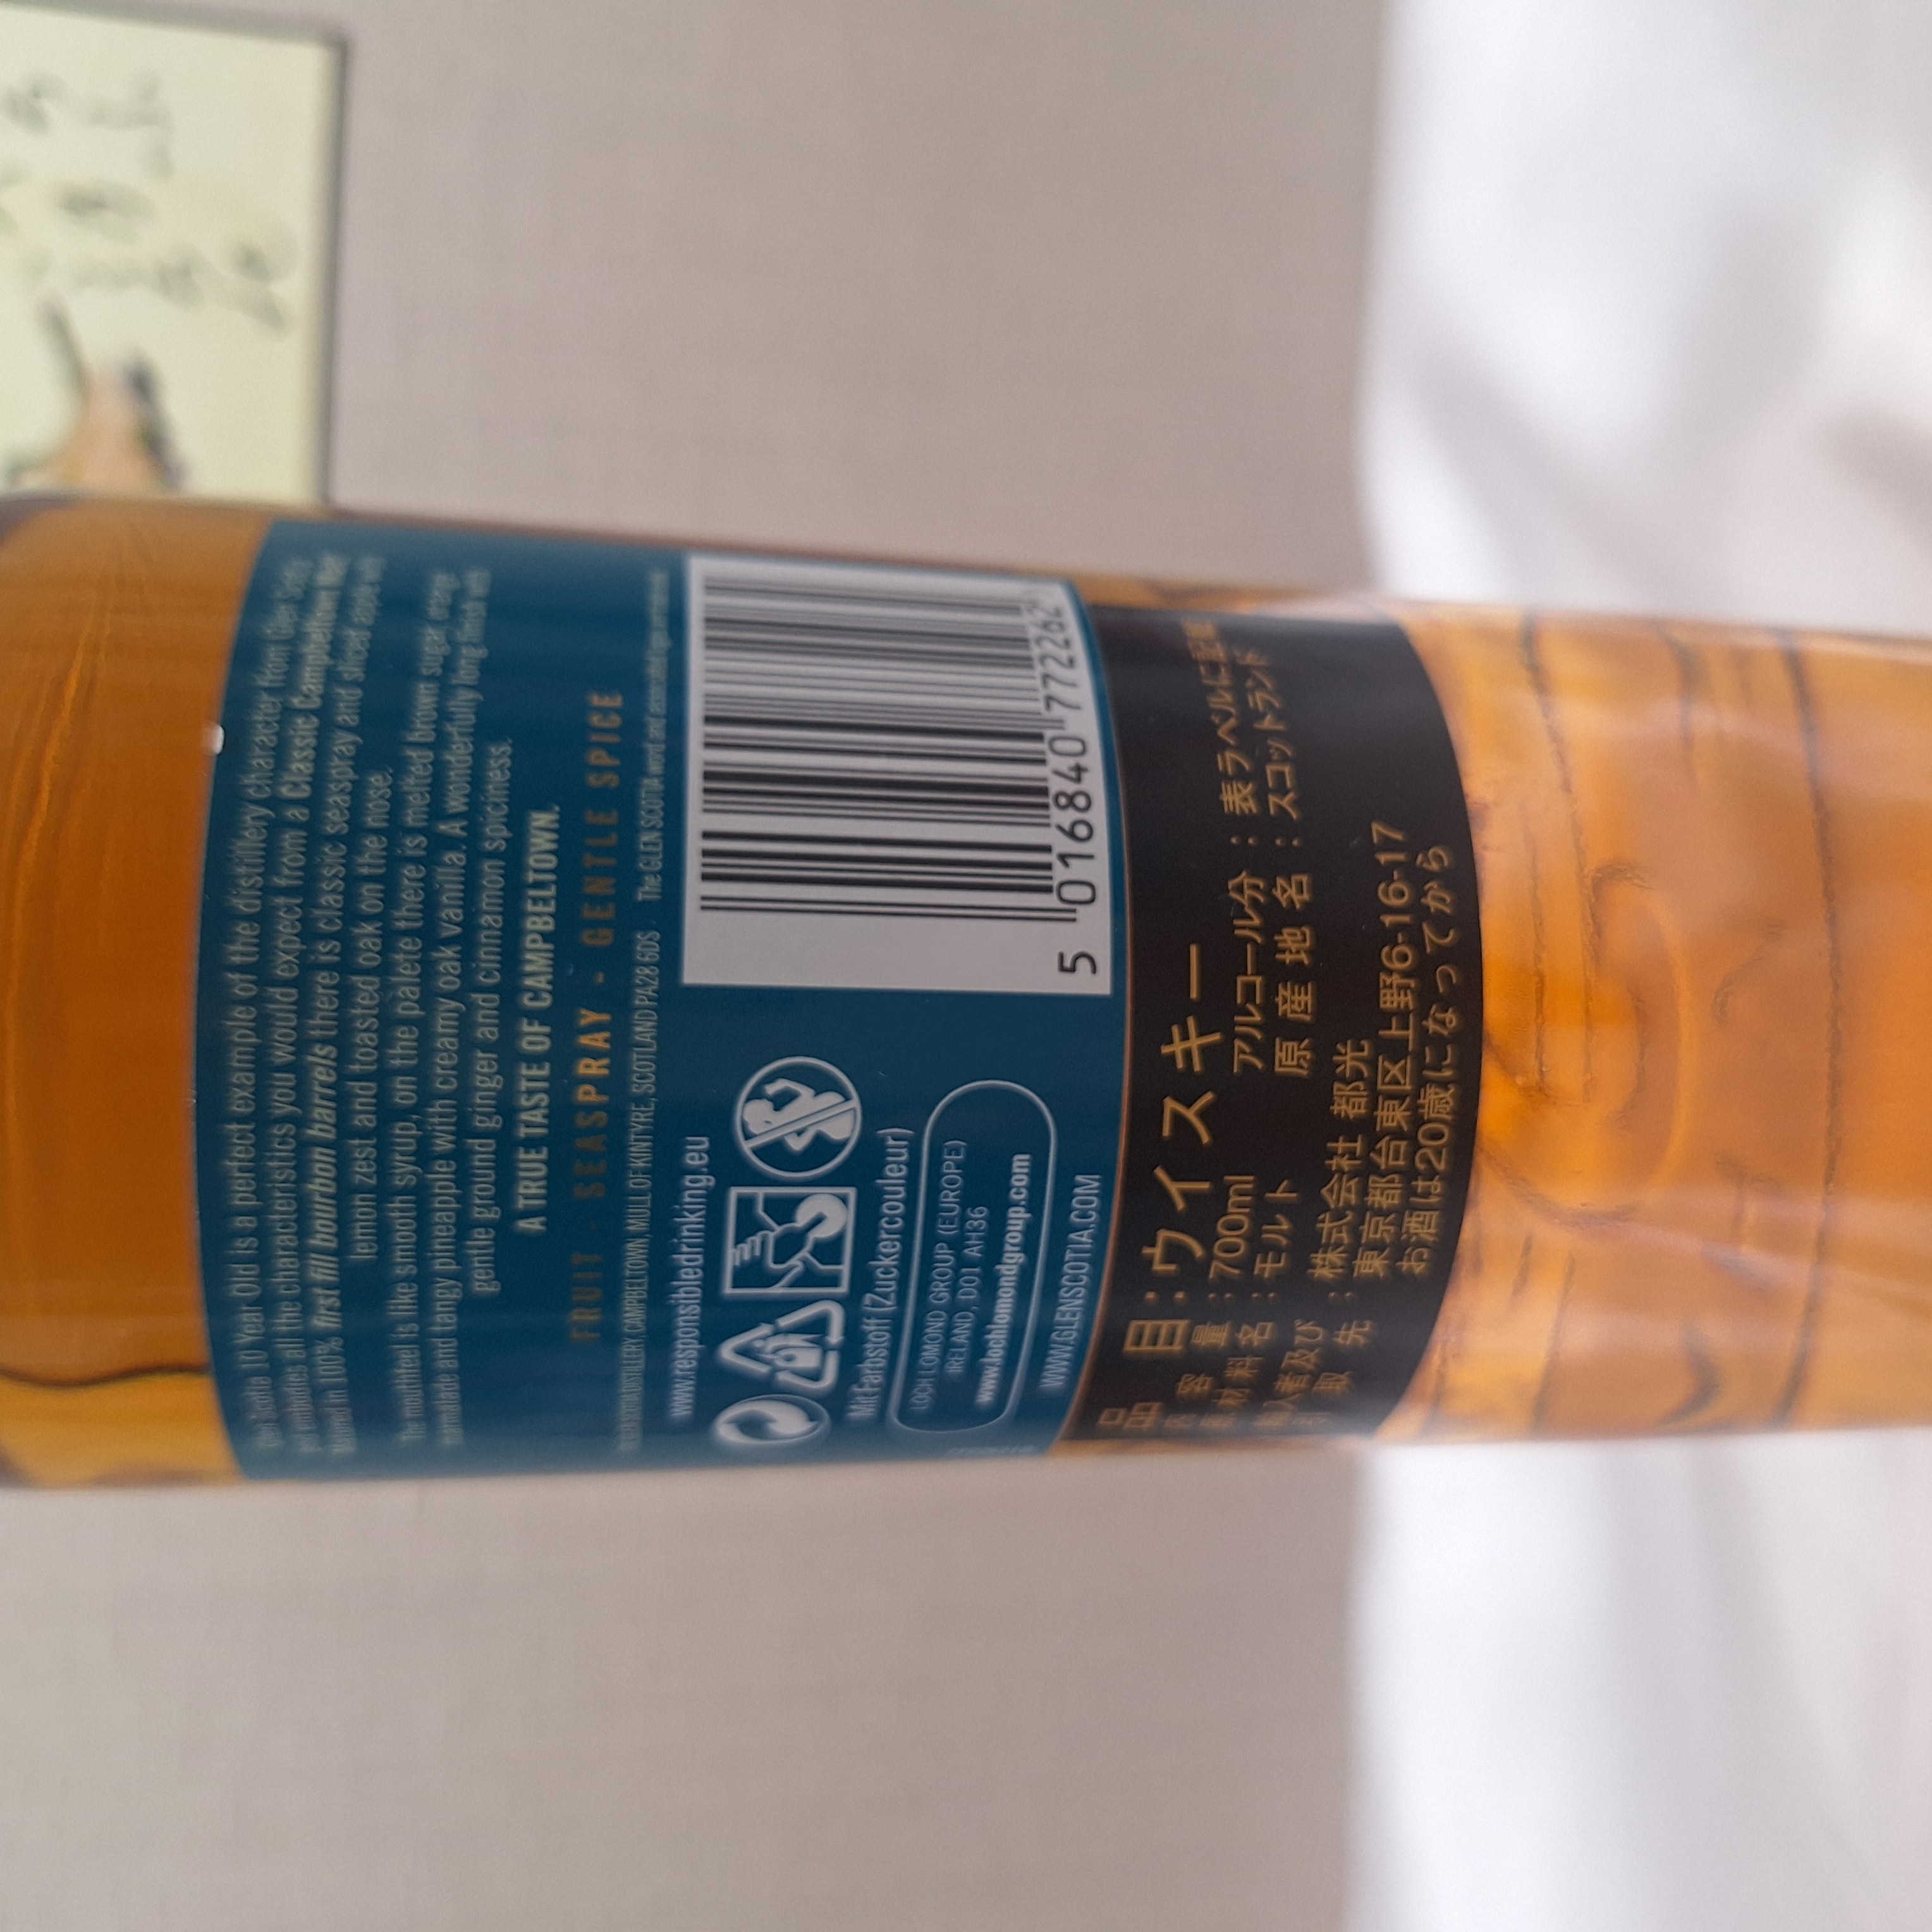 Glen Scotia 10 Year Old is a perfect example of the distillery character from Glen Scotia
and embodies all the characteristics you would expect from a Classic Campbeltown Malt
Matured in 100% first fill bourbon barrels there is classic seaspray and sliced apple with
lemon zest and toasted oak on the nose.
The mouthfeel is like smooth syrup, on the palete there is melted brown sugar, orange
and tangy pineapple with creamy oak vanilla. A wonderfully long finish with
gentle ground ginger and cinnamon spiciness.
A TRUE TASTE OF CAMPBELTOWN.
FRUIT - SEASPRAY - GENTLE SPICE
CAMPBELTOWN, MULL OF KINTYRE, SCOTLAND PA28 6DS The GLEN SCOTIA word and
www.responsibledrinking.eu
Mit Farbstoff (Zuckercouleur)
LOCH LOMOND GROUP (EUROPE)
IRELAND, D01 AH36
www.lochlomondgroup.com
WWW.GLENSCOTIA.COM
5 016840 772262
品 目:ウイスキー
内 容 量:700ml アルコール分:表ラベルに記載
原 材 料 名:モルト 原 産 地 名:スコットランド
輸入者及び:株式会社 都光
引 取 先 東京都台東区上野6-16-17
お酒は20歳になってから